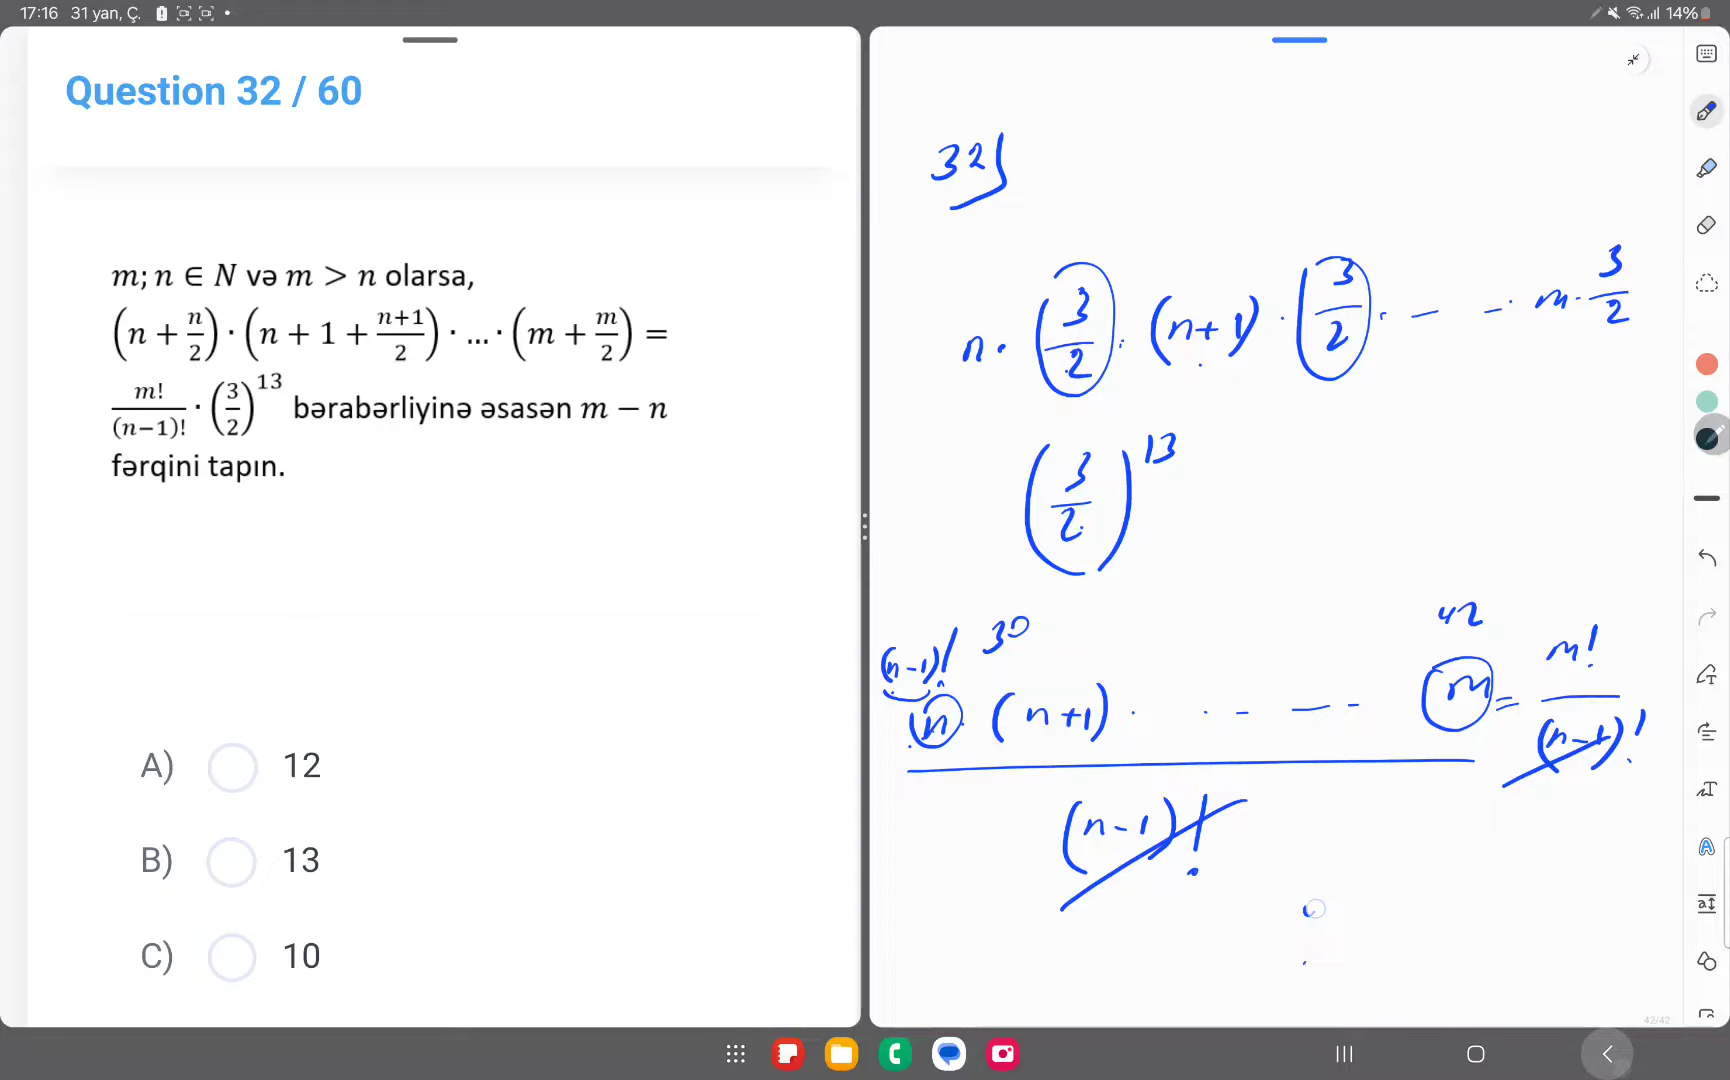 17:16 31 yan, Ç.
14%
Question 32 / 60
m; n ∈ N və m > n olarsa,
(n + n/2) · (n + 1 + (n+1)/2) · ... · (m + m/2) =
m!/(n−1)! · (3/2)^13 bərabərliyinə əsasən m − n
fərqini tapın.
A) 12
B) 13
C) 10
32)
n · (3/2) · (n+1) · (3/2) · - - · m · 3/2
(3/2)^13
(n-1)! 30 42
n (n+1) · · - — - m = m!/(n-1)!
(n-1)!
42/42